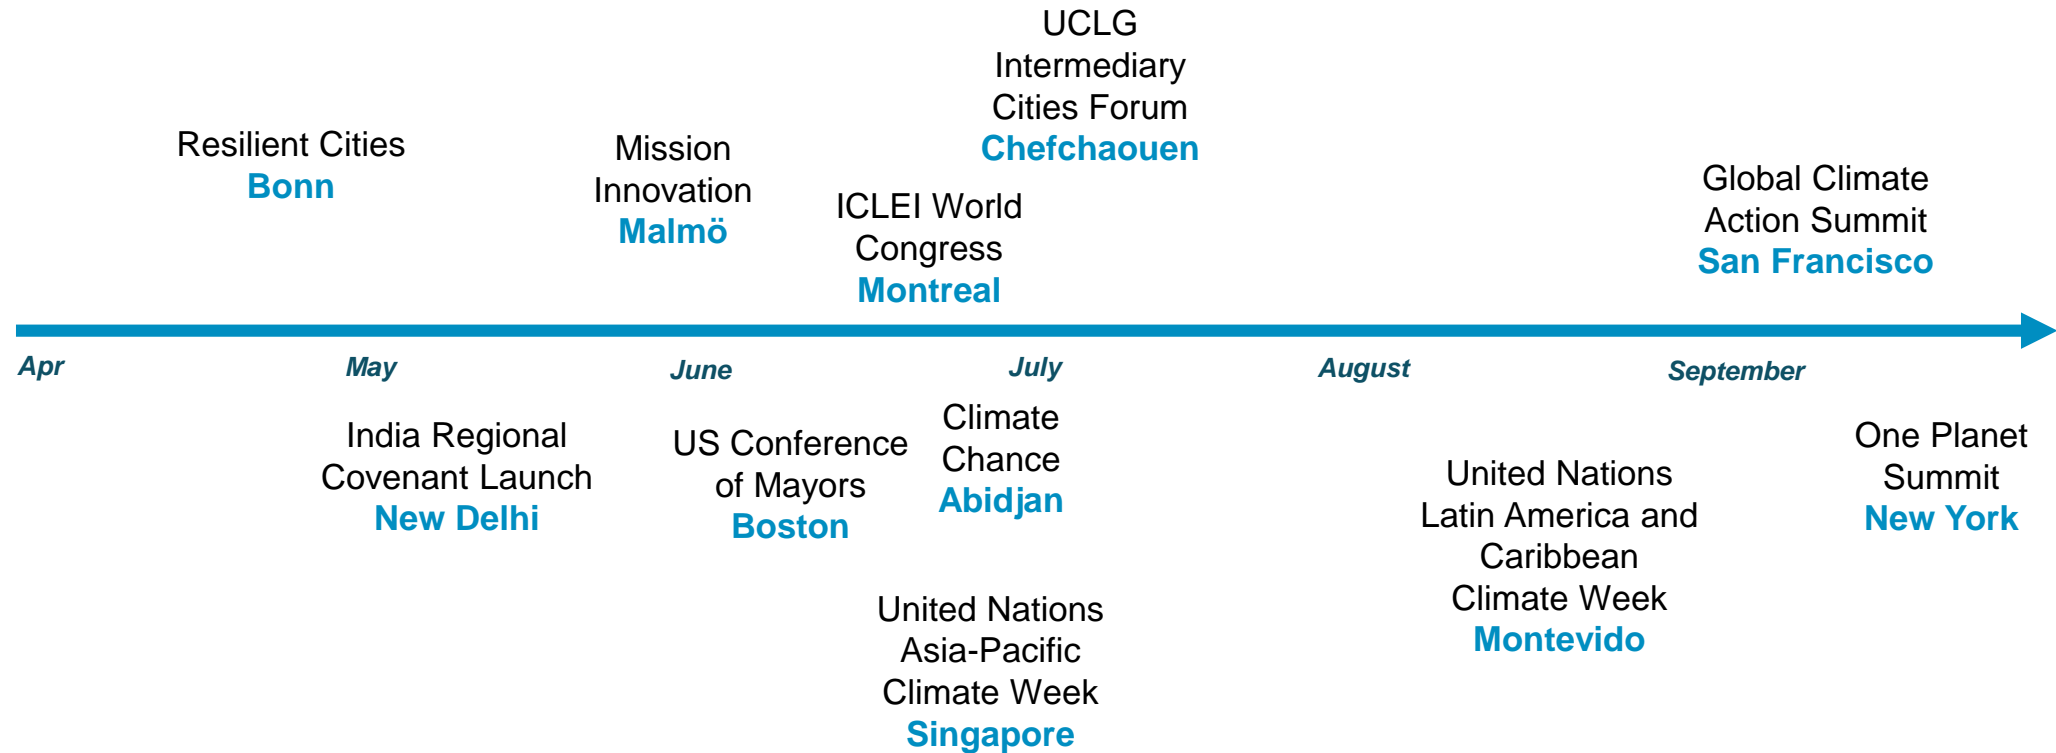 UCLG
Intermediary
Cities Forum
Chefchaouen
Resilient Cities
Bonn
Mission
Innovation
Malmö
ICLEI World
Congress
Montreal
Global Climate
Action Summit
San Francisco
Apr
May
June
July
August
September
India Regional
Covenant Launch
New Delhi
US Conference
of Mayors
Boston
Climate
Chance
Abidjan
United Nations
Asia-Pacific
Climate Week
Singapore
United Nations
Latin America and
Caribbean
Climate Week
Montevido
One Planet
Summit
New York